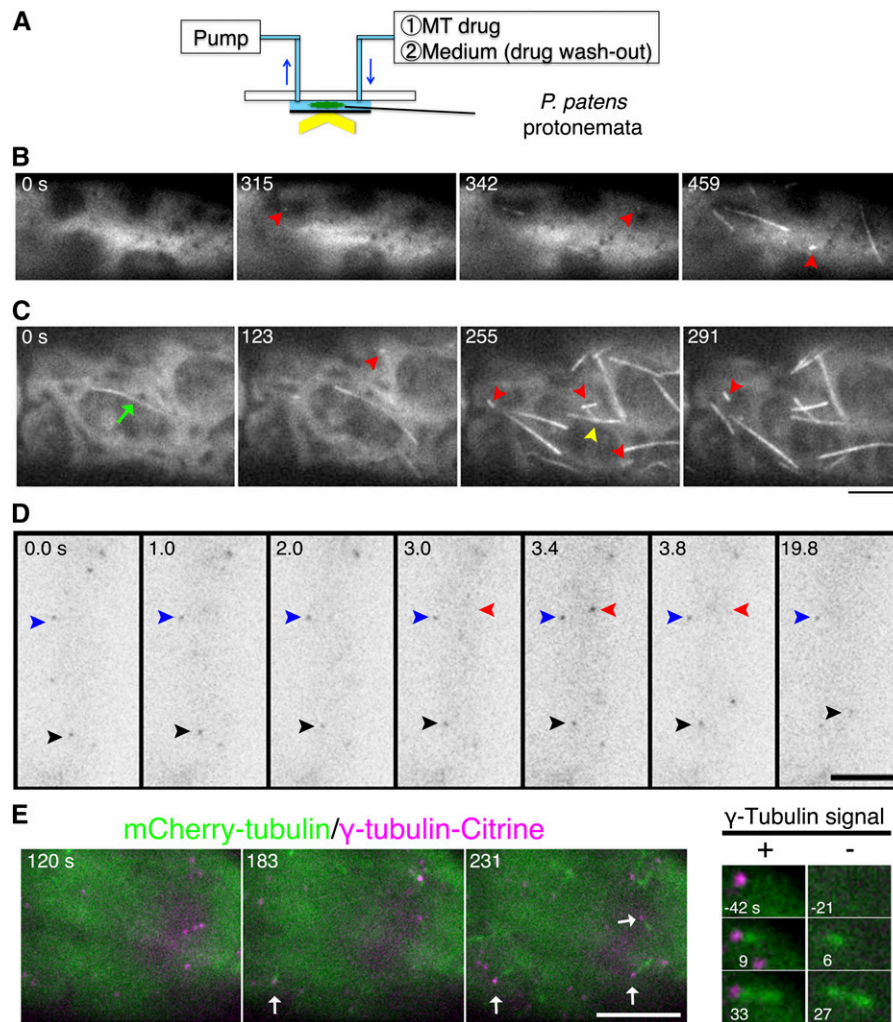 A
Pump
①MT drug
②Medium (drug wash-out)
P. patens
protonemata
B
0 s
315
342
459
C
0 s
123
255
291
D
0.0 s
1.0
2.0
3.0
3.4
3.8
19.8
E
mCherry-tubulin/γ-tubulin-Citrine
120 s
183
231
γ-Tubulin signal
+ -
-42 s
-21
9
6
33
27